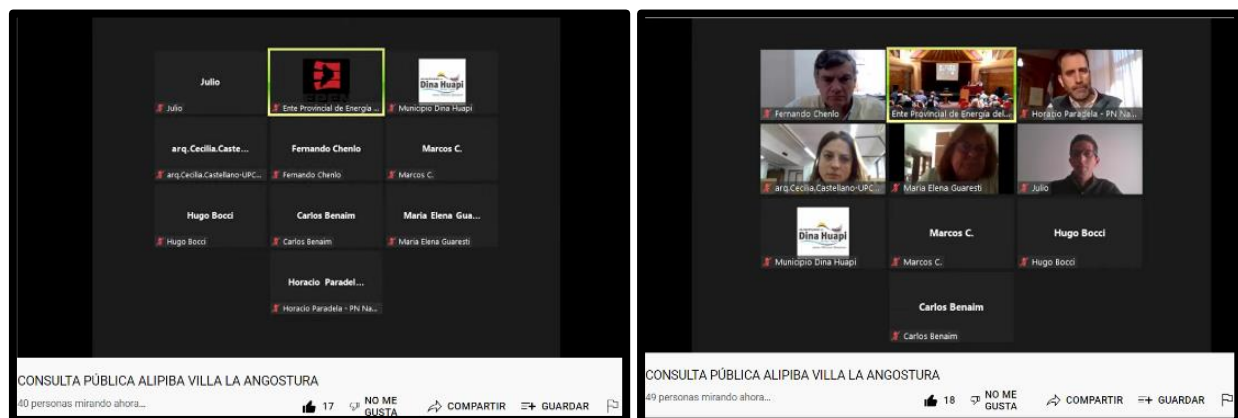 Julio
Julio
EPEN
Ente Provincial de Energía ...
Dina Huapi
Municipio Dina Huapi
arq.Cecilia.Caste...
arq.Cecilia.Castellano-UPC...
Fernando Chenlo
Fernando Chenlo
Marcos C.
Marcos C.
Hugo Bocci
Hugo Bocci
Carlos Benaim
Carlos Benaim
Maria Elena Gua...
Maria Elena Guaresti
Horacio Paradel...
Horacio Paradela - PN Na...
CONSULTA PÚBLICA ALIPIBA VILLA LA ANGOSTURA
40 personas mirando ahora...
17
NO ME
GUSTA
COMPARTIR
GUARDAR
Fernando Chenlo
Ente Provincial de Energía del...
Horacio Paradela - PN Na...
arq.Cecilia.Castellano-UPC...
Maria Elena Guaresti
Julio
Dina Huapi
Municipio Dina Huapi
Marcos C.
Marcos C.
Hugo Bocci
Hugo Bocci
Carlos Benaim
Carlos Benaim
CONSULTA PÚBLICA ALIPIBA VILLA LA ANGOSTURA
49 personas mirando ahora...
18
NO ME
GUSTA
COMPARTIR
GUARDAR